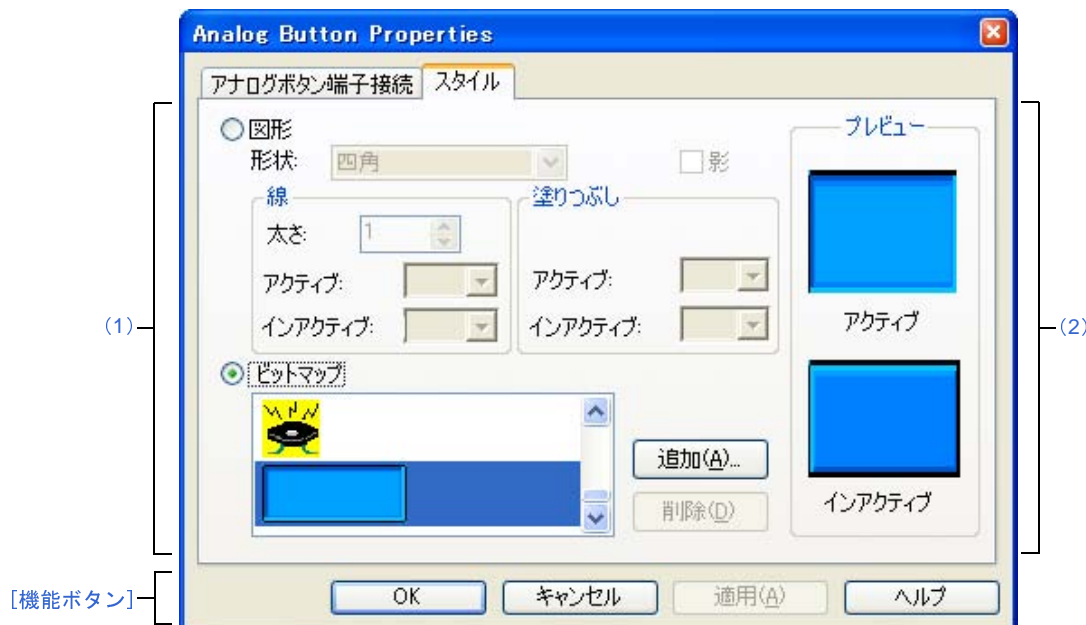 Analog Button Properties
アナログボタン端子接続 スタイル
図形
形状: 四角 影
線
太さ: 1
アクティブ:
インアクティブ:
塗りつぶし
アクティブ:
インアクティブ:
ビットマップ
追加(A)...
削除(D)
プレビュー
アクティブ
インアクティブ
(1)
(2)
[機能ボタン]
OK キャンセル 適用(A) ヘルプ